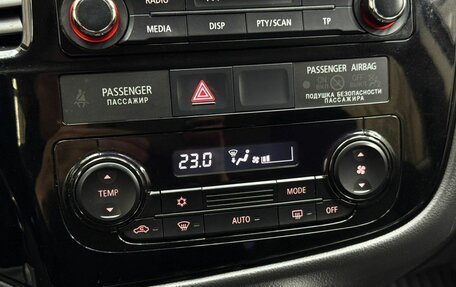 RADIO
MEDIA DISP PTY/SCAN
PASSENGER
ПАССАЖИР
PASSENGER AIRBAG
ON OFF
ПОДУШКА БЕЗОПАСНОСТИ
ПАССАЖИРА
23.0
TEMP
MODE
AUTO
OFF